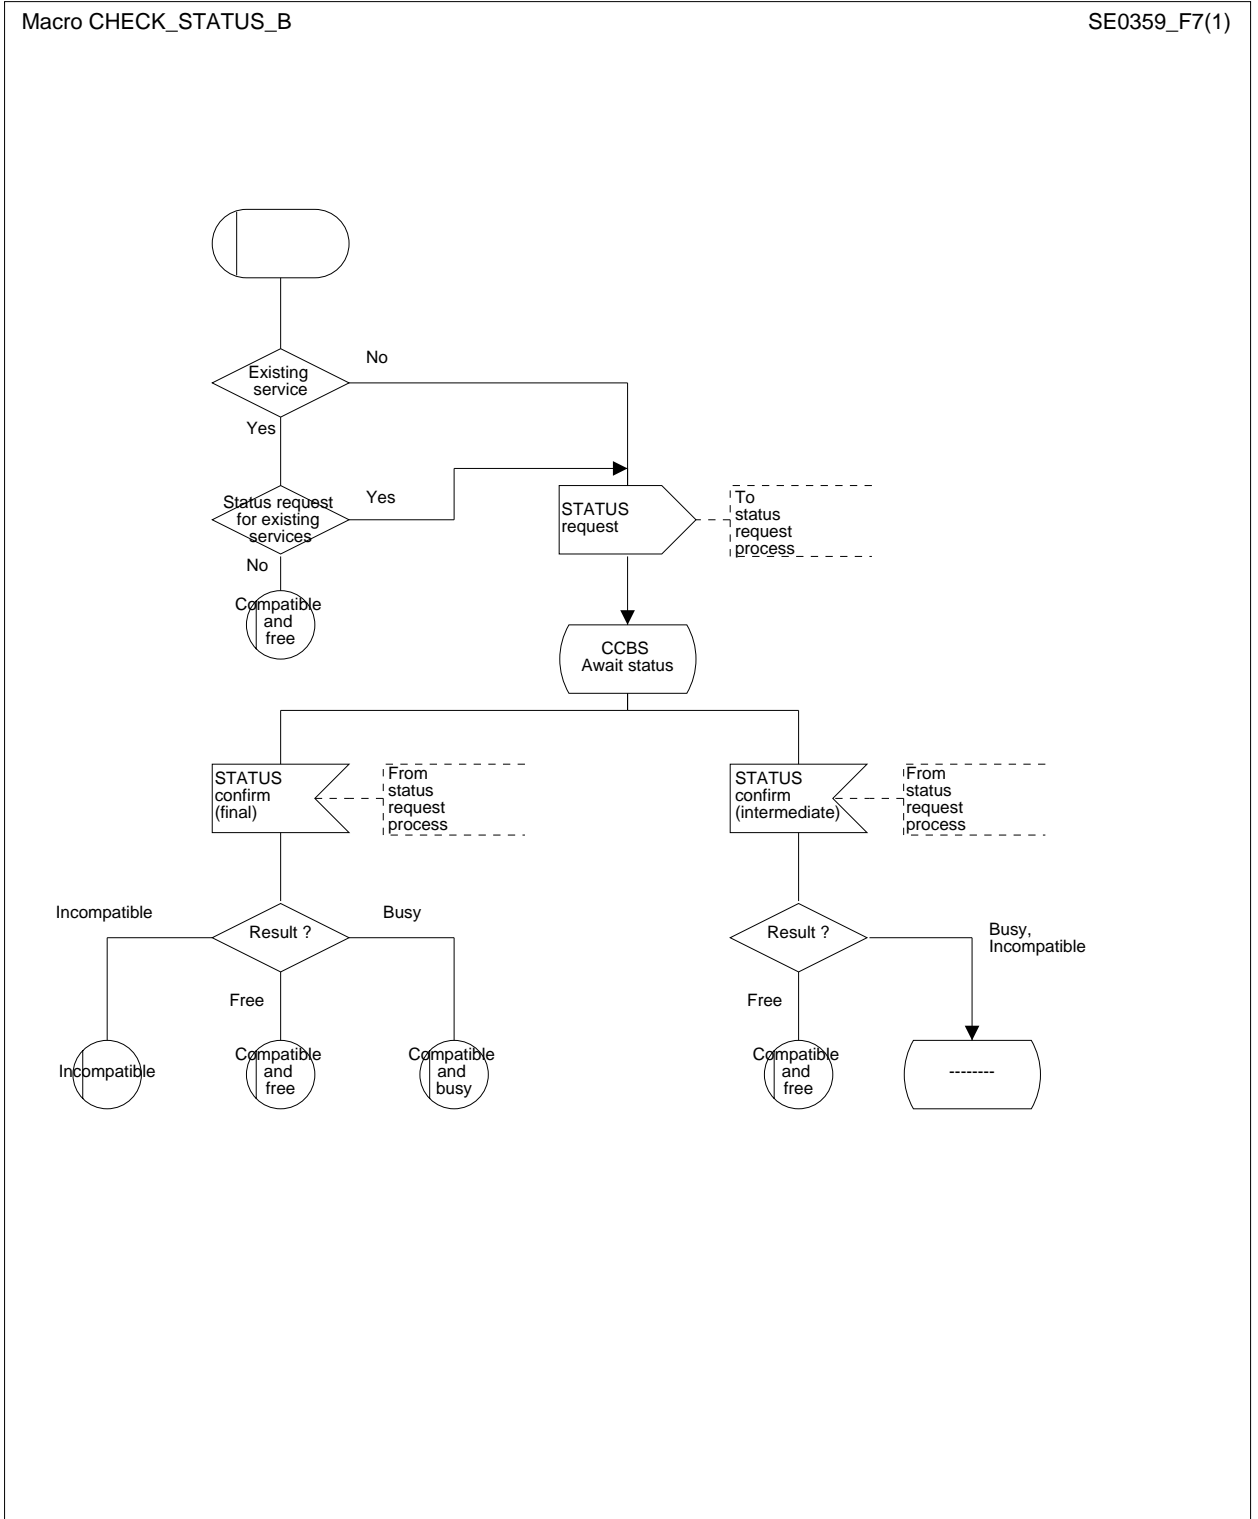 Macro CHECK_STATUS_B
SE0359_F7(1)
No
Existing
service
Yes
Status request
for existing
services
Yes
STATUS
request
To
status
request
process
No
Compatible
and
free
CCBS
Await status
STATUS
confirm
(final)
From
status
request
process
STATUS
confirm
(intermediate)
From
status
request
process
Incompatible
Result ?
Busy
Free
Result ?
Busy,
Incompatible
Free
Incompatible
Compatible
and
free
Compatible
and
busy
Compatible
and
free
--------